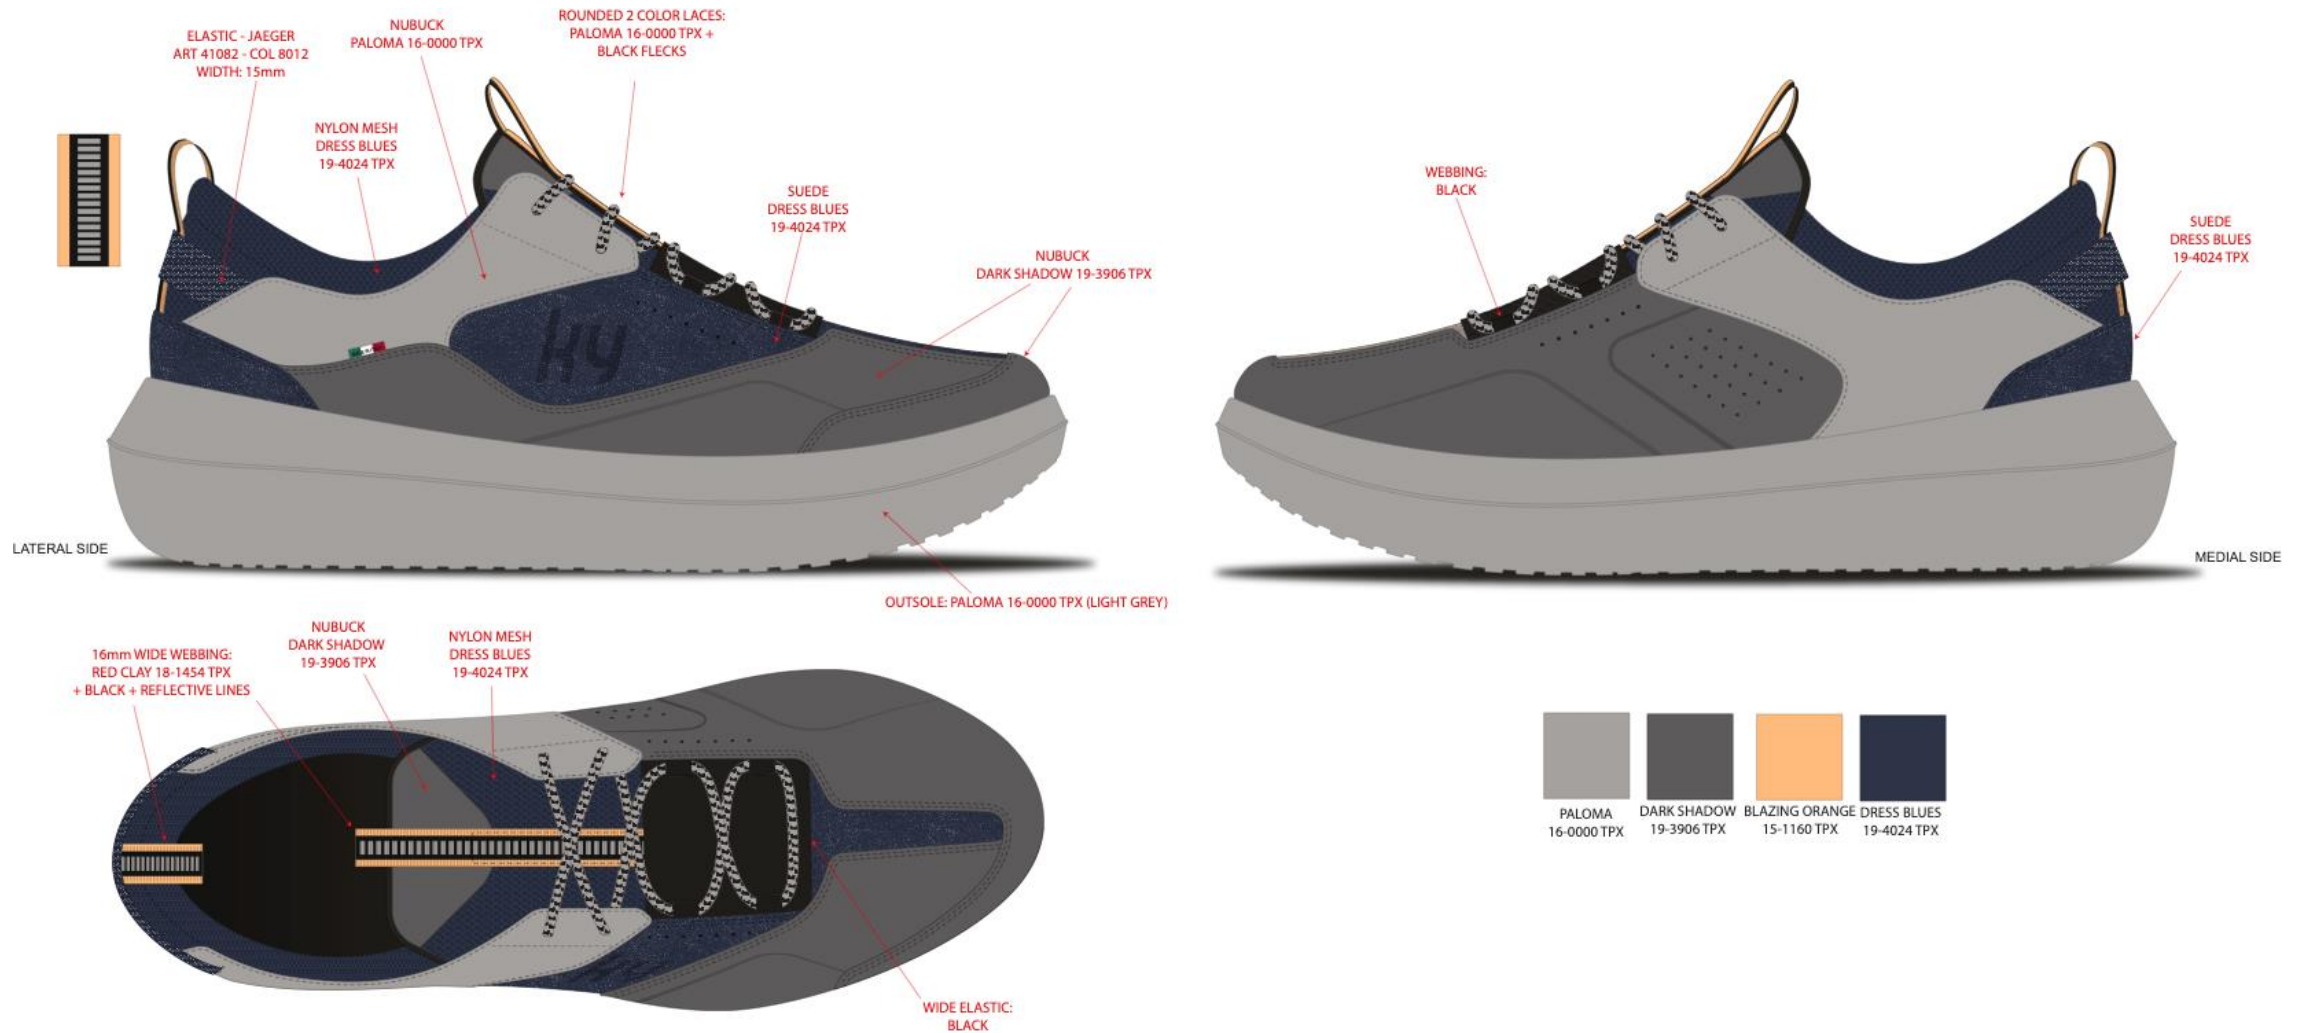 ROUNDED 2 COLOR LACES:
PALOMA 16-0000 TPX +
BLACK FLECKS
NUBUCK
PALOMA 16-0000 TPX
ELASTIC - JAEGER
ART 41082 - COL 8012
WIDTH: 15mm
NYLON MESH
DRESS BLUES
19-4024 TPX
SUEDE
DRESS BLUES
19-4024 TPX
NUBUCK
DARK SHADOW 19-3906 TPX
WEBBING:
BLACK
SUEDE
DRESS BLUES
19-4024 TPX
ky
LATERAL SIDE
MEDIAL SIDE
OUTSOLE: PALOMA 16-0000 TPX (LIGHT GREY)
16mm WIDE WEBBING:
RED CLAY 18-1454 TPX
+ BLACK + REFLECTIVE LINES
NUBUCK
DARK SHADOW
19-3906 TPX
NYLON MESH
DRESS BLUES
19-4024 TPX
ky
WIDE ELASTIC:
BLACK
PALOMA
16-0000 TPX
DARK SHADOW
19-3906 TPX
BLAZING ORANGE
15-1160 TPX
DRESS BLUES
19-4024 TPX